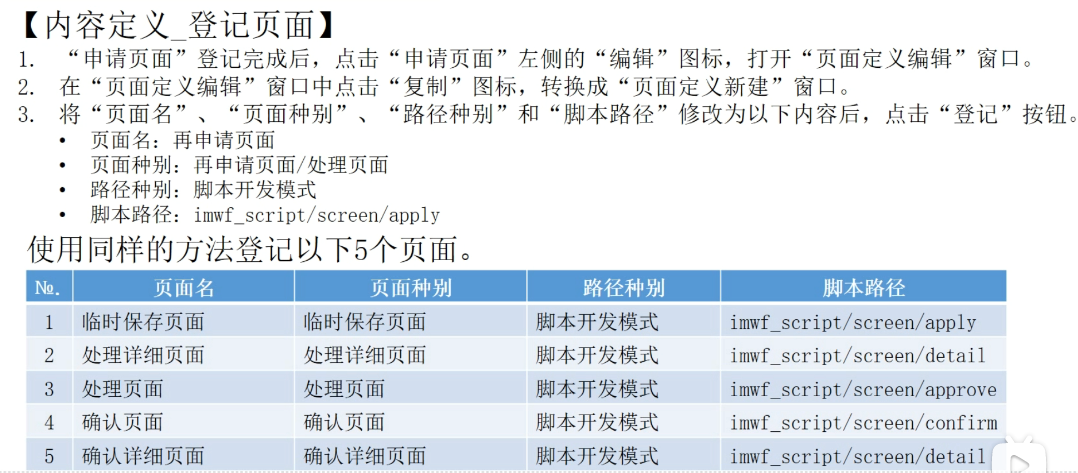 【内容定义_登记页面】
1. “申请页面”登记完成后，点击“申请页面”左侧的“编辑”图标，打开“页面定义编辑”窗口。
2. 在“页面定义编辑”窗口中点击“复制”图标，转换成“页面定义新建”窗口。
3. 将“页面名”、“页面种别”、“路径种别”和“脚本路径”修改为以下内容后，点击“登记”按钮。
• 页面名：再申请页面
• 页面种别：再申请页面/处理页面
• 路径种别：脚本开发模式
• 脚本路径：imwf_script/screen/apply
使用同样的方法登记以下5个页面。
№. 页面名 页面种别 路径种别 脚本路径
1 临时保存页面 临时保存页面 脚本开发模式 imwf_script/screen/apply
2 处理详细页面 处理详细页面 脚本开发模式 imwf_script/screen/detail
3 处理页面 处理页面 脚本开发模式 imwf_script/screen/approve
4 确认页面 确认页面 脚本开发模式 imwf_script/screen/confirm
5 确认详细页面 确认详细页面 脚本开发模式 imwf_script/screen/detail